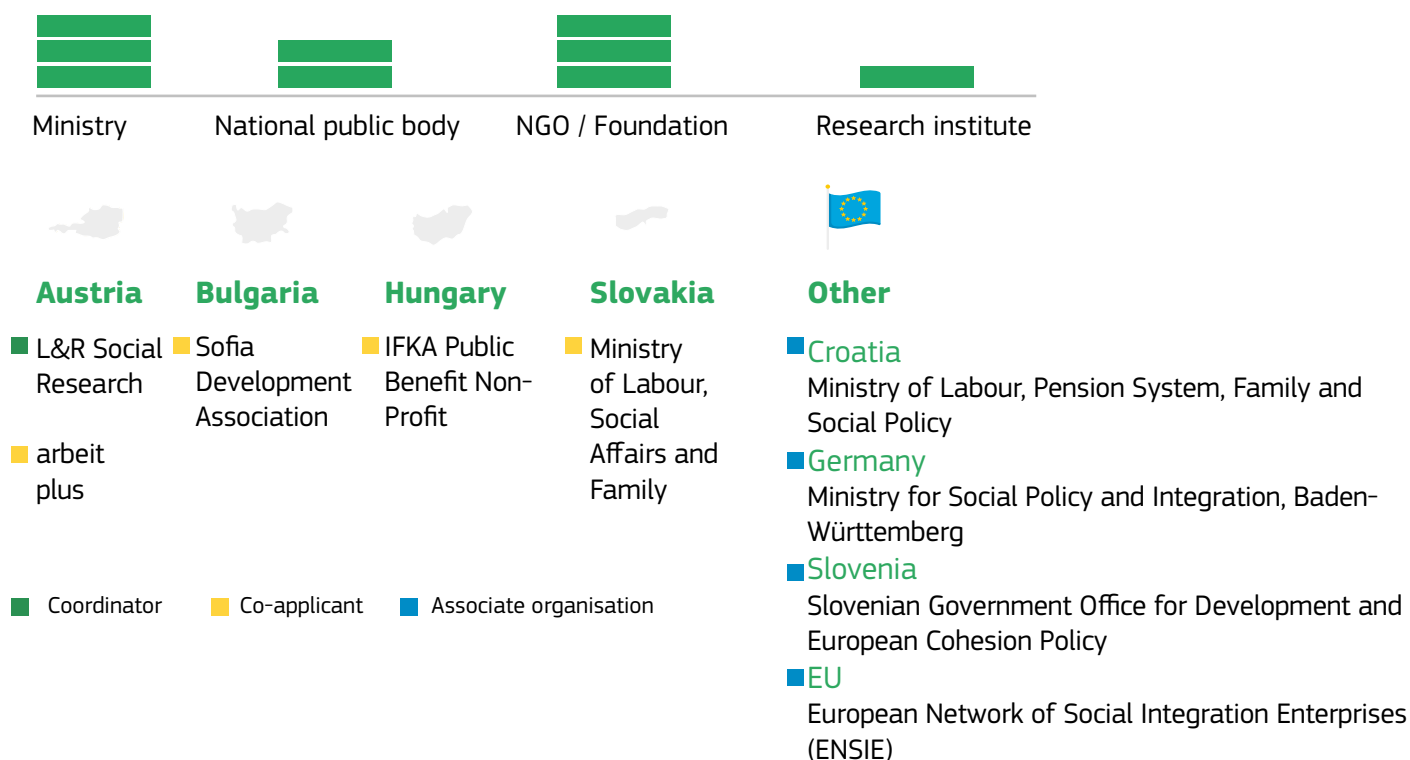 Ministry
National public body
NGO / Foundation
Research institute
Austria
L&R Social
Research
arbeit
plus
Bulgaria
Sofia
Development
Association
Hungary
IFKA Public
Benefit Non-
Profit
Slovakia
Ministry
of Labour,
Social
Affairs and
Family
Other
Croatia
Ministry of Labour, Pension System, Family and
Social Policy
Germany
Ministry for Social Policy and Integration, Baden-
Württemberg
Slovenia
Slovenian Government Office for Development and
European Cohesion Policy
EU
European Network of Social Integration Enterprises
(ENSIE)
Coordinator
Co-applicant
Associate organisation